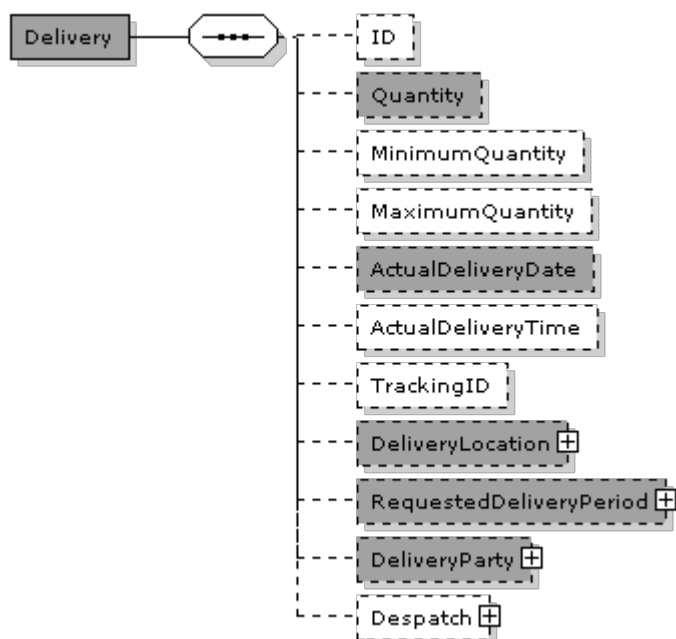 Delivery
ID
Quantity
MinimumQuantity
MaximumQuantity
ActualDeliveryDate
ActualDeliveryTime
TrackingID
DeliveryLocation
RequestedDeliveryPeriod
DeliveryParty
Despatch